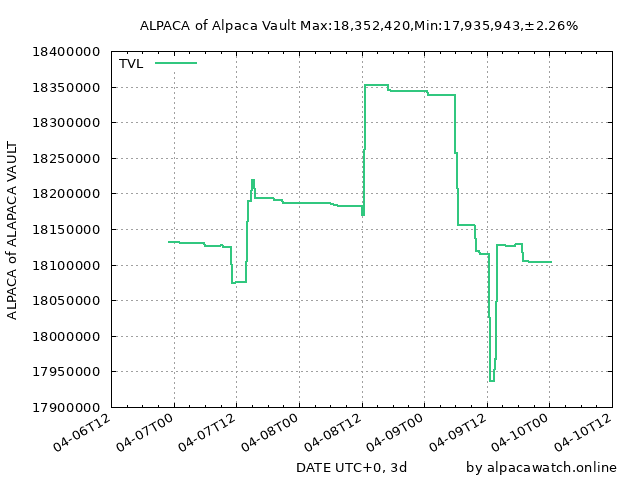 ALPACA of Alpaca Vault Max:18,352,420,Min:17,935,943,±2.26%
TVL
18400000
18350000
18300000
18250000
18200000
18150000
18100000
18050000
18000000
17950000
17900000
ALPACA of ALAPACA VAULT
04-06T12
04-07T00
04-07T12
04-08T00
04-08T12
04-09T00
04-09T12
04-10T00
04-10T12
DATE UTC+0, 3d
by alpacawatch.online